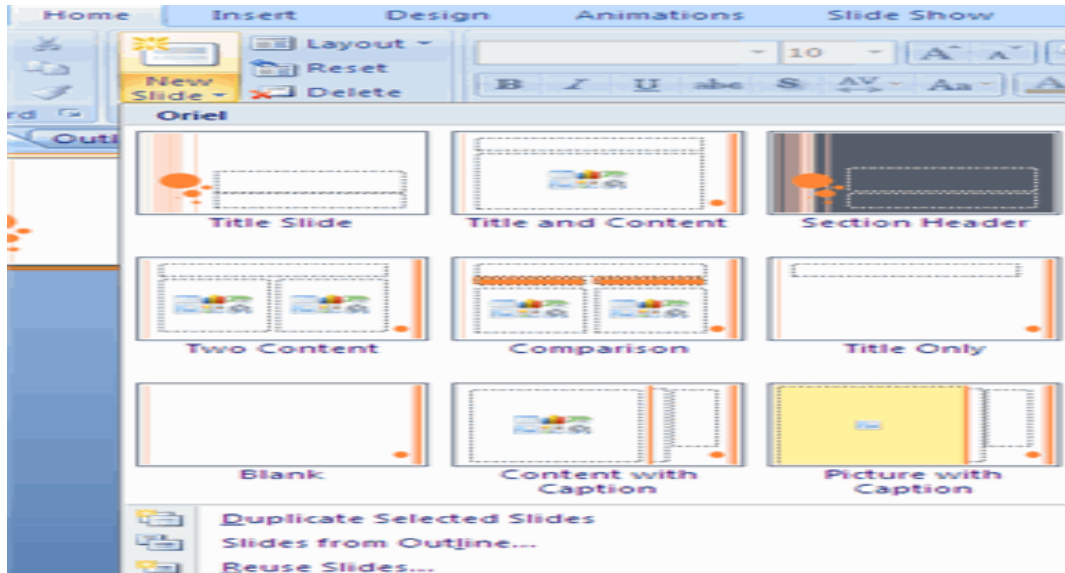 Home Insert Design Animations Slide Show
Layout
Reset
New Slide
Delete
10
A A
B I U abc S AV Aa A
rd
Oriel
Outl
Title Slide Title and Content Section Header
Two Content Comparison Title Only
Blank Content with Caption Picture with Caption
Duplicate Selected Slides
Slides from Outline...
Reuse Slides...